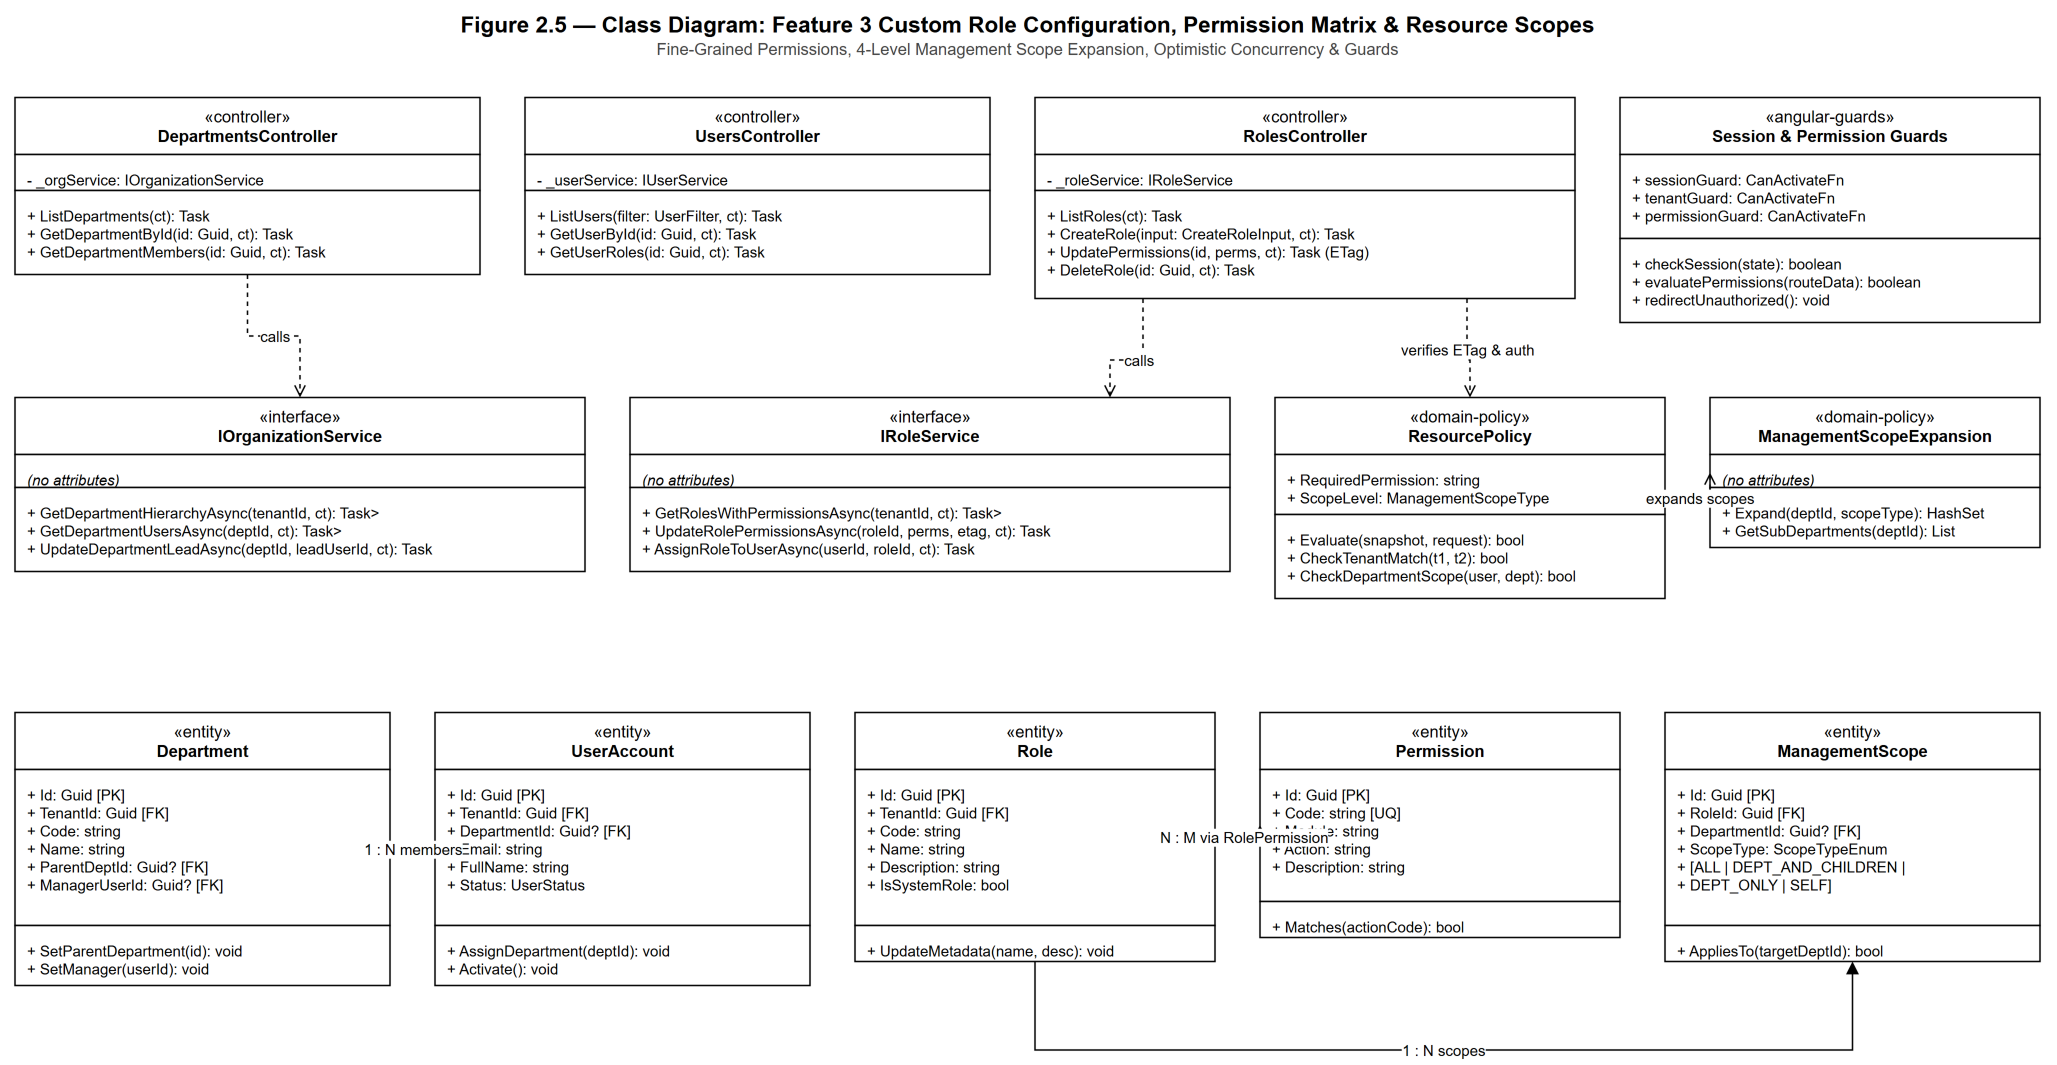 Figure 2.5 — Class Diagram: Feature 3 Custom Role Configuration, Permission Matrix & Resource Scopes
Fine-Grained Permissions, 4-Level Management Scope Expansion, Optimistic Concurrency & Guards
«controller»
DepartmentsController
- _orgService: IOrganizationService
+ ListDepartments(ct): Task
+ GetDepartmentById(id: Guid, ct): Task
+ GetDepartmentMembers(id: Guid, ct): Task
«controller»
UsersController
- _userService: IUserService
+ ListUsers(filter: UserFilter, ct): Task
+ GetUserById(id: Guid, ct): Task
+ GetUserRoles(id: Guid, ct): Task
«controller»
RolesController
- _roleService: IRoleService
+ ListRoles(ct): Task
+ CreateRole(input: CreateRoleInput, ct): Task
+ UpdatePermissions(id, perms, ct): Task (ETag)
+ DeleteRole(id: Guid, ct): Task
«angular-guards»
Session & Permission Guards
+ sessionGuard: CanActivateFn
+ tenantGuard: CanActivateFn
+ permissionGuard: CanActivateFn
+ checkSession(state): boolean
+ evaluatePermissions(routeData): boolean
+ redirectUnauthorized(): void
calls
calls
verifies ETag & auth
«interface»
IOrganizationService
(no attributes)
+ GetDepartmentHierarchyAsync(tenantId, ct): Task>
+ GetDepartmentUsersAsync(deptId, ct): Task>
+ UpdateDepartmentLeadAsync(deptId, leadUserId, ct): Task
«interface»
IRoleService
(no attributes)
+ GetRolesWithPermissionsAsync(tenantId, ct): Task>
+ UpdateRolePermissionsAsync(roleId, perms, etag, ct): Task
+ AssignRoleToUserAsync(userId, roleId, ct): Task
«domain-policy»
ResourcePolicy
+ RequiredPermission: string
+ ScopeLevel: ManagementScopeType
+ Evaluate(snapshot, request): bool
+ CheckTenantMatch(t1, t2): bool
+ CheckDepartmentScope(user, dept): bool
expands scopes
«domain-policy»
ManagementScopeExpansion
(no attributes)
+ Expand(deptId, scopeType): HashSet
+ GetSubDepartments(deptId): List
«entity»
Department
+ Id: Guid [PK]
+ TenantId: Guid [FK]
+ Code: string
+ Name: string
+ ParentDeptId: Guid? [FK]
+ ManagerUserId: Guid? [FK]
+ SetParentDepartment(id): void
+ SetManager(userId): void
1 : N members
«entity»
UserAccount
+ Id: Guid [PK]
+ TenantId: Guid [FK]
+ DepartmentId: Guid? [FK]
Email: string
+ FullName: string
+ Status: UserStatus
+ AssignDepartment(deptId): void
+ Activate(): void
«entity»
Role
+ Id: Guid [PK]
+ TenantId: Guid [FK]
+ Code: string
+ Name: string
+ Description: string
+ IsSystemRole: bool
+ UpdateMetadata(name, desc): void
N : M via RolePermission
«entity»
Permission
+ Id: Guid [PK]
+ Code: string [UQ]
string
+ Action: string
+ Description: string
+ Matches(actionCode): bool
«entity»
ManagementScope
+ Id: Guid [PK]
+ RoleId: Guid [FK]
+ DepartmentId: Guid? [FK]
+ ScopeType: ScopeTypeEnum
+ [ALL | DEPT_AND_CHILDREN |
+ DEPT_ONLY | SELF]
+ AppliesTo(targetDeptId): bool
1 : N scopes